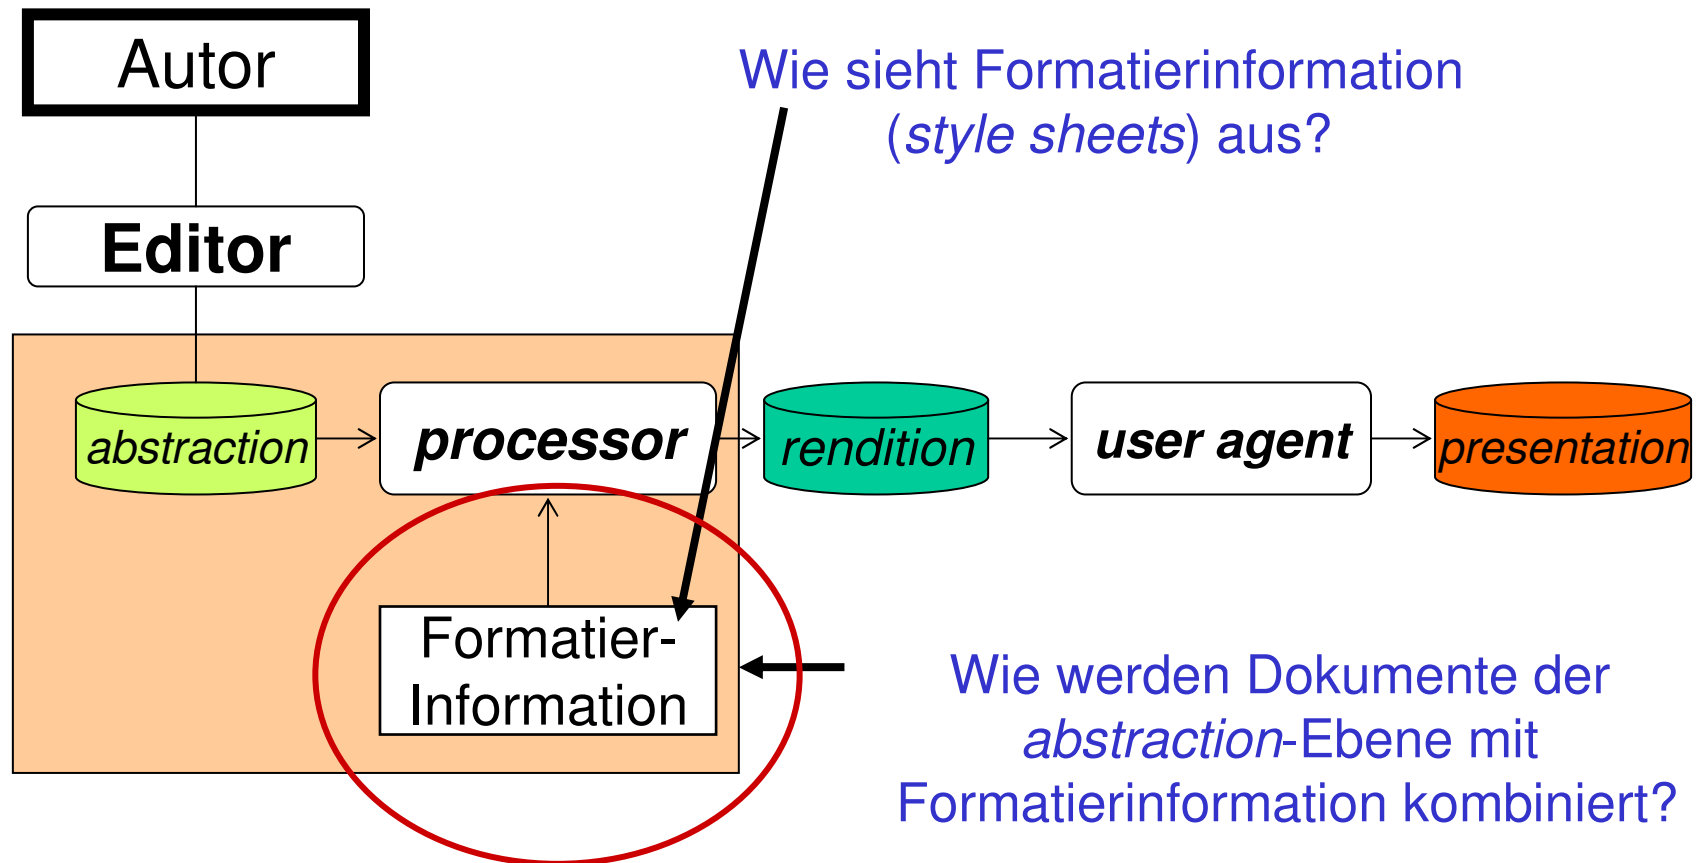 Autor
Wie sieht Formatierinformation
(style sheets) aus?
Editor
abstraction
processor
rendition
user agent
presentation
Formatier-
Information
Wie werden Dokumente der
abstraction-Ebene mit
Formatierinformation kombiniert?